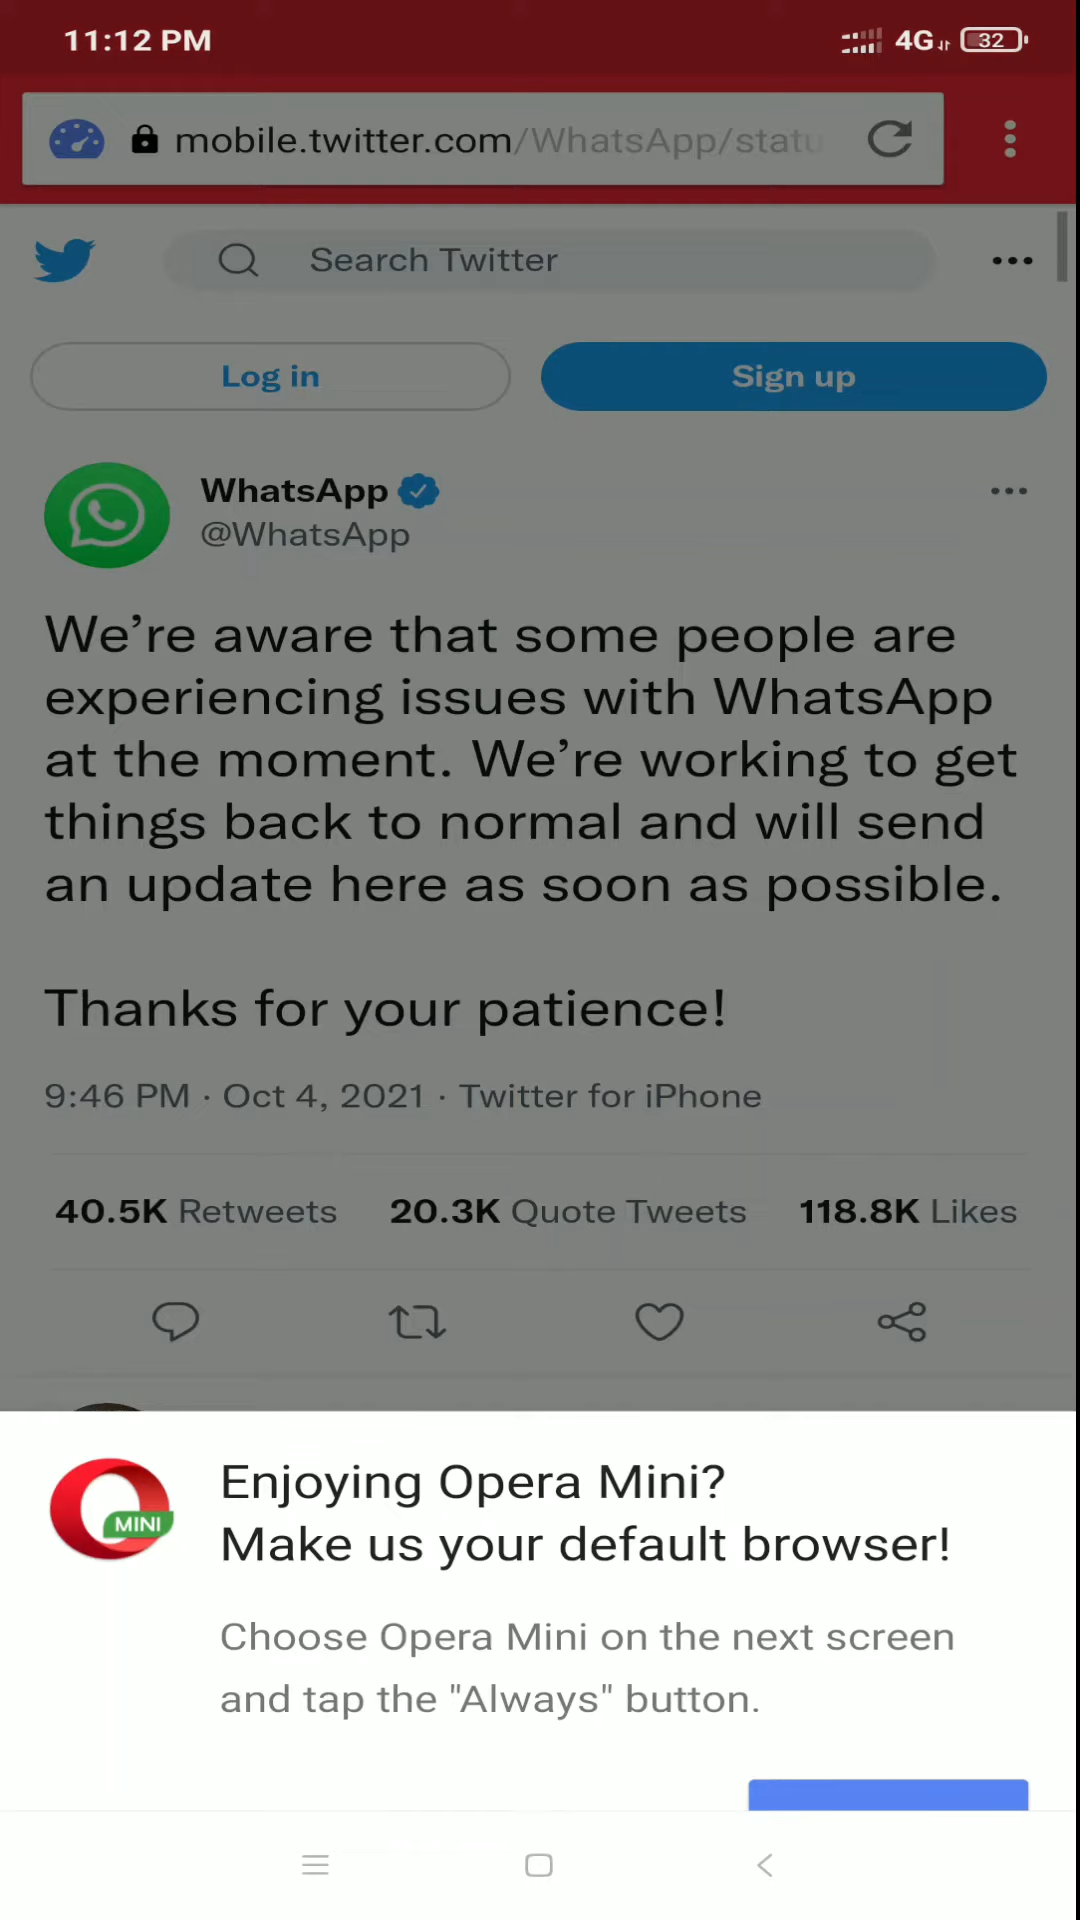 11:12 PM 4G 32
mobile.twitter.com/WhatsApp/statu
Search Twitter
Log in Sign up
WhatsApp
@WhatsApp
We’re aware that some people are
experiencing issues with WhatsApp
at the moment. We’re working to get
things back to normal and will send
an update here as soon as possible.
Thanks for your patience!
9:46 PM · Oct 4, 2021 · Twitter for iPhone
40.5K Retweets 20.3K Quote Tweets 118.8K Likes
MINI
Enjoying Opera Mini?
Make us your default browser!
Choose Opera Mini on the next screen
and tap the "Always" button.